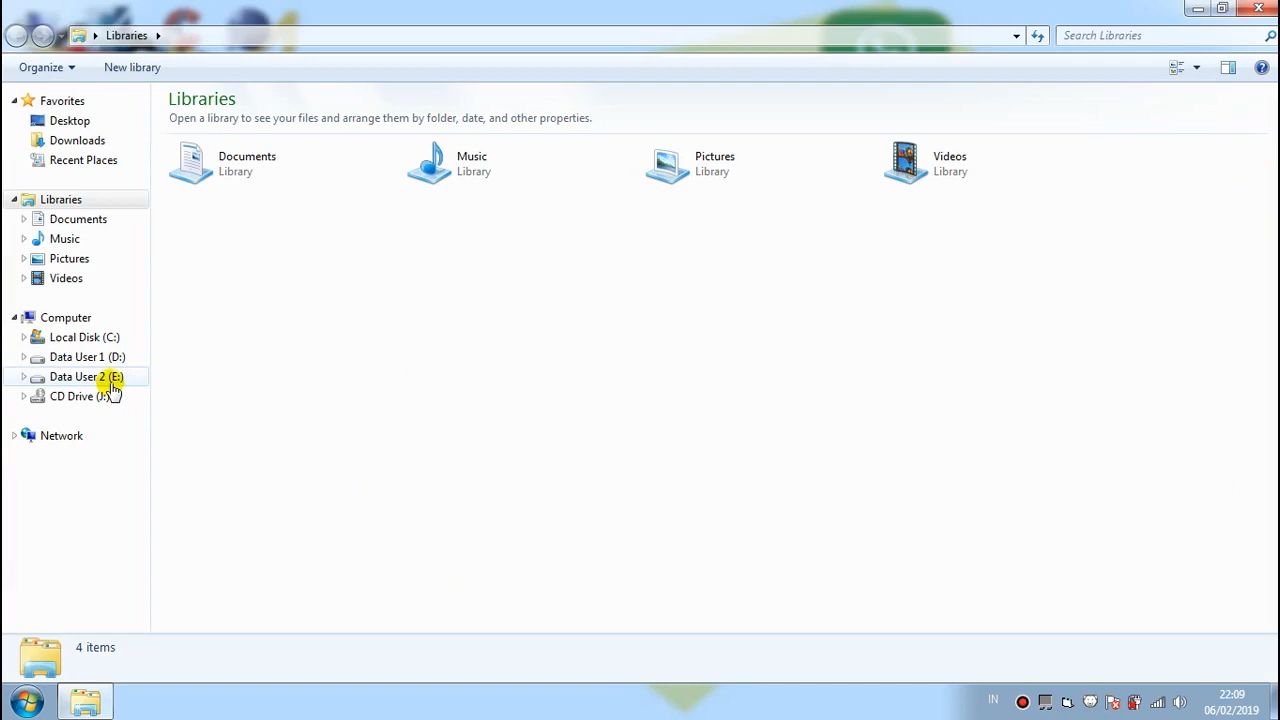 Libraries
Search Libraries
Organize
New library
Favorites
Desktop
Downloads
Recent Places
Libraries
Documents
Music
Pictures
Videos
Computer
Local Disk (C:)
Data User 1 (D:)
Data User 2 (E:)
CD Drive (J:)
Network
Libraries
Open a library to see your files and arrange them by folder, date, and other properties.
Documents
Library
Music
Library
Pictures
Library
Videos
Library
4 items
IN
22:09
06/02/2019